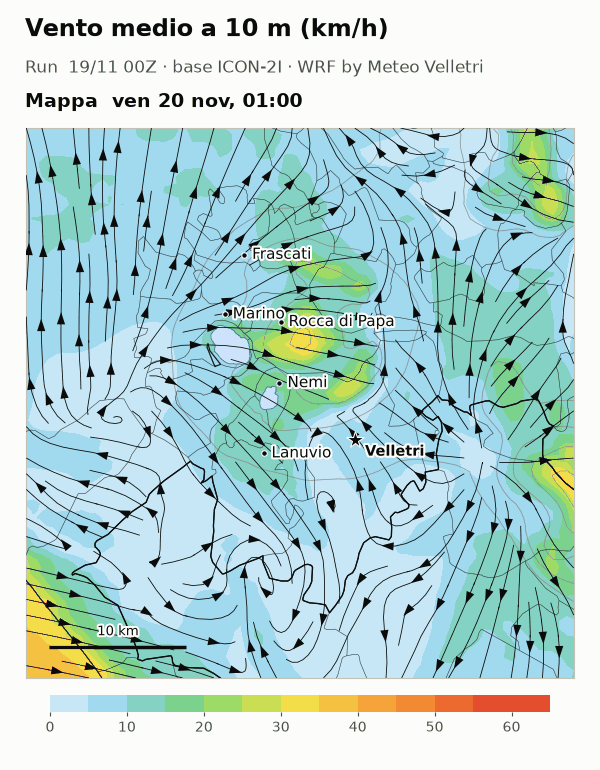 Vento medio a 10 m (km/h)
Run 19/11 00Z · base ICON-2I · WRF by Meteo Velletri
Mappa ven 20 nov, 01:00
Frascati
Marino
Rocca di Papa
Nemi
Velletri
Lanuvio
10 km
0 10 20 30 40 50 60